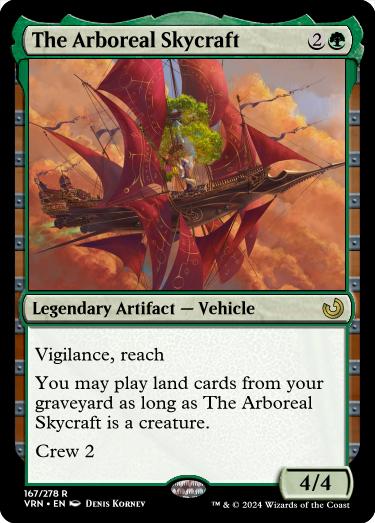 The Arboreal Skycraft 2
Legendary Artifact — Vehicle
Vigilance, reach
You may play land cards from your
graveyard as long as The Arboreal
Skycraft is a creature.
Crew 2
4/4
167/278 R
VRN • EN Denis Kornev
™ & © 2024 Wizards of the Coast